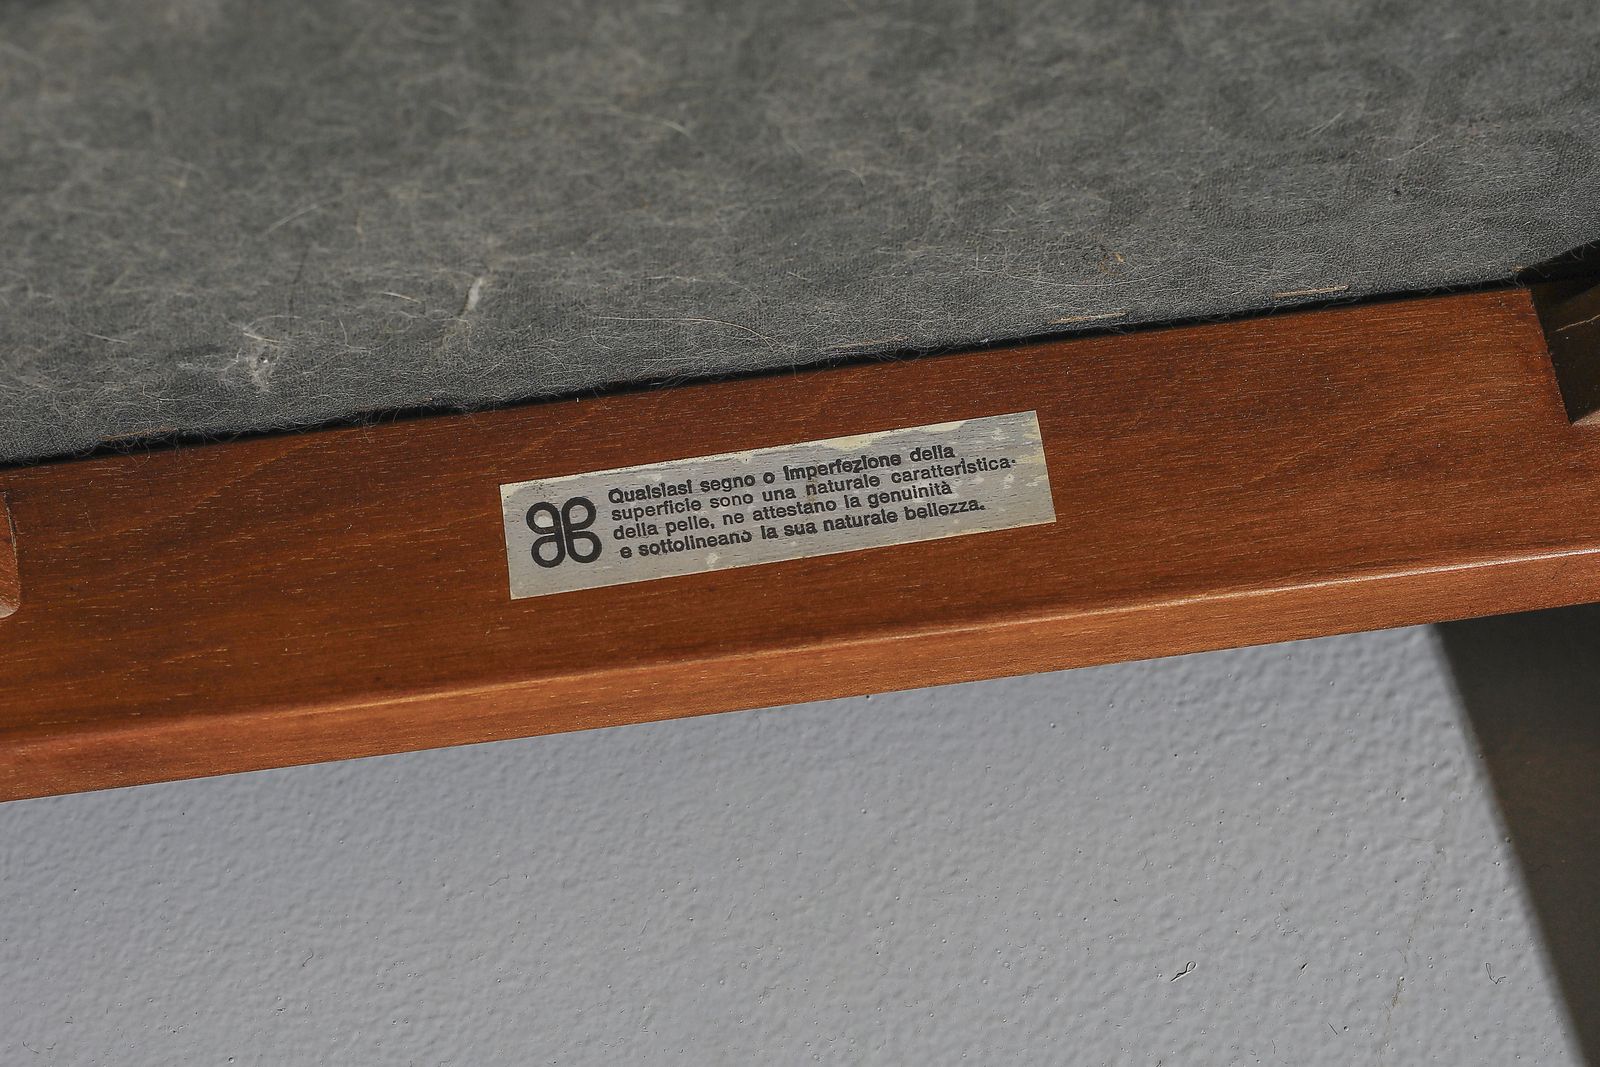 Qualsiasi segno o imperfezione della
superficie sono una naturale caratteristica
della pelle, ne attestano la genuinità
e sottolineano la sua naturale bellezza.